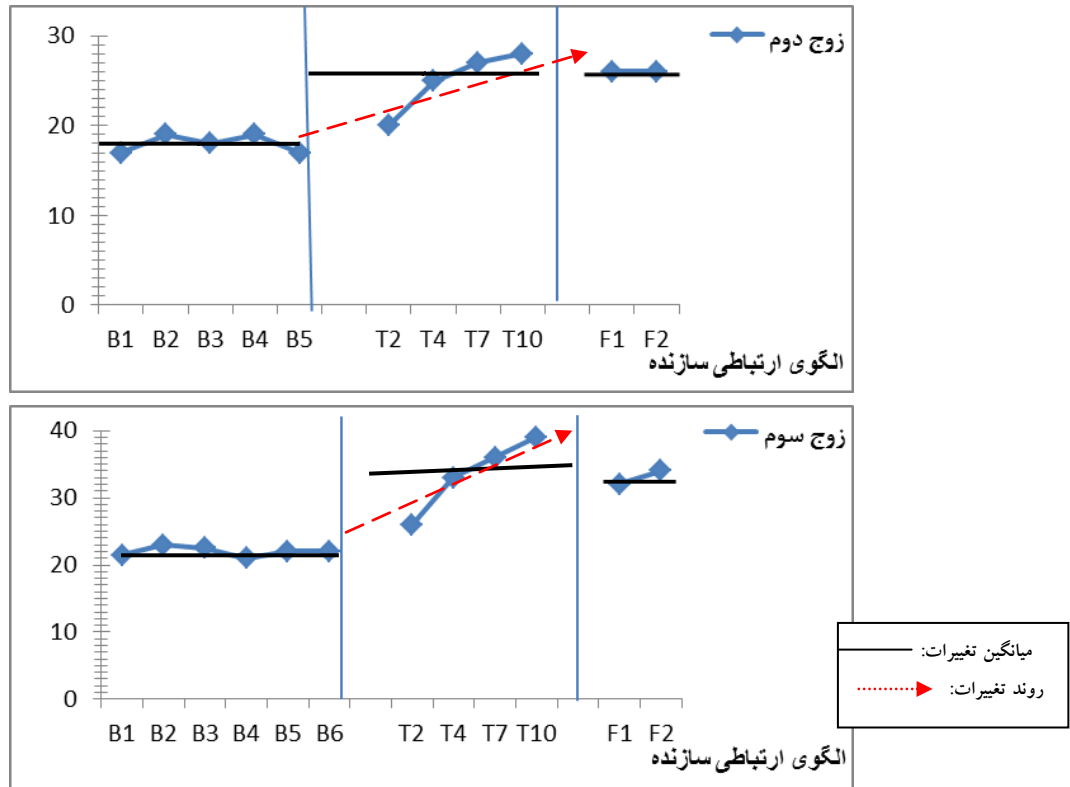 زوج دوم
30
20
10
0
B1 B2 B3 B4 B5 T2 T4 T7 T10 F1 F2
الگوی ارتباطی سازنده
زوج سوم
40
30
20
10
0
B1 B2 B3 B4 B5 B6 T2 T4 T7 T10 F1 F2
الگوی ارتباطی سازنده
میانگین تغییرات:
روند تغییرات: